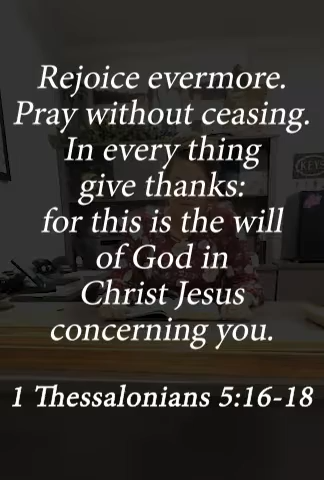 Rejoice evermore.
Pray without ceasing.
In every thing
give thanks:
for this is the will
of God in
Christ Jesus
concerning you.
1 Thessalonians 5:16-18
KEYS